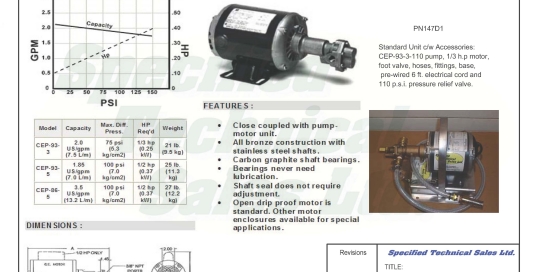 2.5
2.0
1.5
1.0
0.5
0
GPM
Capacity
HP
.50
.40
.30
.20
.10
0
HP
0 25 50 75 100 125 150
PSI
PN147D1
Standard Unit c/w Accessories:
CEP-93-3-110 pump, 1/3 h.p motor,
foot valve, hoses, fittings, base,
pre-wired 6 ft. electrical cord and
110 p.s.i. pressure relief valve.
Model Capacity Max. Diff. Press. HP Req'd Weight
CEP-93-3 2.0 US/gpm (7.5 L/m) 75 psi (5.3 kg/cm2) 1/3 hp (0.25 kW) 21 lb. (9.5 kg)
CEP-93-5 1.85 US/gpm (7.0 L/m) 100 psi (7.0 kg/cm2) 1/2 hp (0.37 kW) 25 lb. (11.3 kg)
CEP-86-5 3.5 US/gpm (13.2 L/m) 100 psi (7.0 kg/cm2) 1/2 hp (0.37 kW) 27 lb. (12.2 kg)
FEATURES :
• Close coupled with pump-
motor unit.
• All bronze construction with
stainless steel shafts.
• Carbon graphite shaft bearings.
• Bearings never need
lubrication.
• Shaft seal does not require
adjustment.
• Open drip proof motor is
standard. Other motor
enclosures available for special
applications.
DIMENSIONS :
A
1/2 HP ONLY
3/8" NPT
PORTS
Revisions
Specified Technical Sales Ltd.
TITLE: